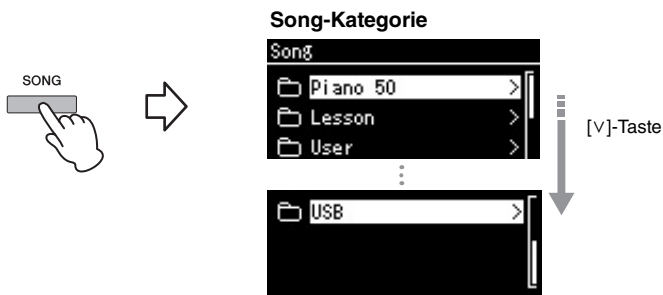 Song-Kategorie
Song
SONG
Piano 50 >
Lesson >
User >
[∨]-Taste
USB >